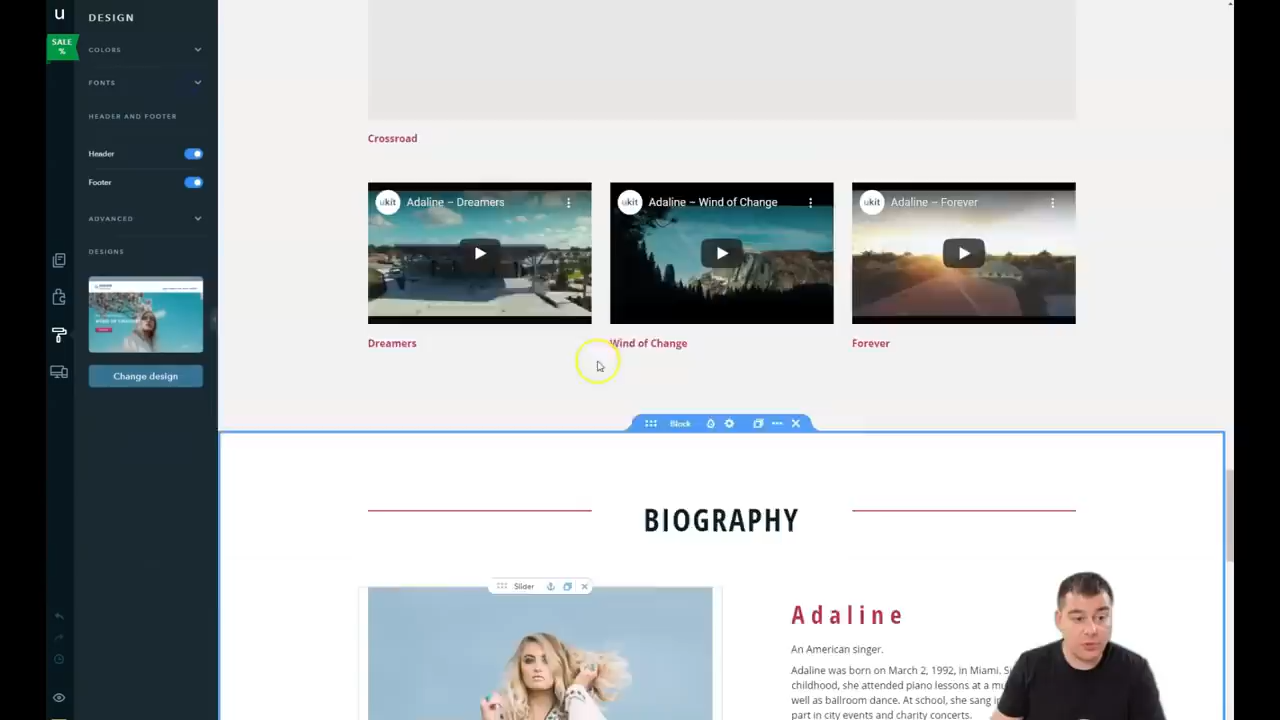 u
DESIGN
SALE
%
COLORS
FONTS
HEADER AND FOOTER
Header
Footer
ADVANCED
DESIGNS
Change design
Crossroad
ukit
Adaline – Dreamers
ukit
Adaline – Wind of Change
ukit
Adaline – Forever
Dreamers
Wind of Change
Forever
Block
BIOGRAPHY
Slider
Adaline
An American singer.
Adaline was born on March 2, 1992, in Miami.
childhood, she attended piano lessons at a
well as ballroom dance. At school, she sang
part in city events and charity concerts.